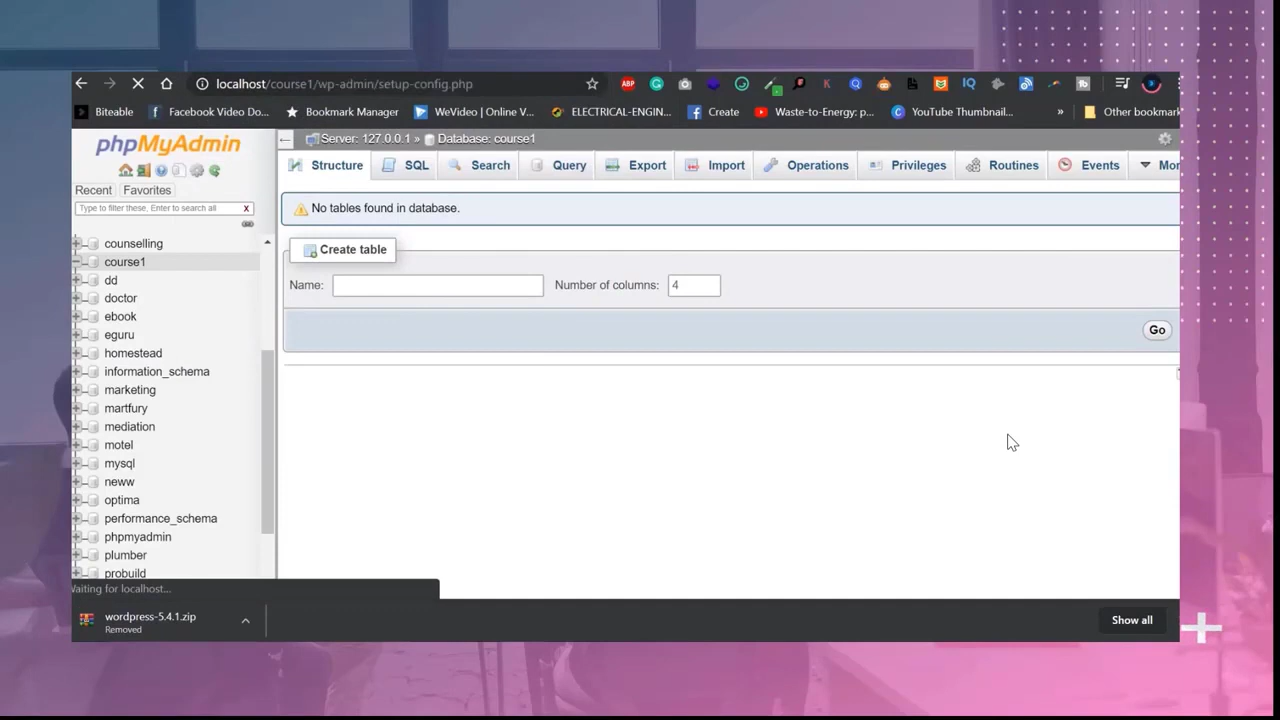 localhost/course1/wp-admin/setup-config.php
ABP
K
IQ
Biteable
Facebook Video Do...
Bookmark Manager
WeVideo | Online V...
ELECTRICAL-ENGIN...
Create
Waste-to-Energy: p...
YouTube Thumbnail...
»
Other bookmark
phpMyAdmin
Recent
Favorites
Type to filter these, Enter to search all
X
counselling
course1
dd
doctor
ebook
eguru
homestead
information_schema
marketing
martfury
mediation
motel
mysql
neww
optima
performance_schema
phpmyadmin
plumber
probuild
Server: 127.0.0.1 » Database: course1
Structure
SQL
Search
Query
Export
Import
Operations
Privileges
Routines
Events
Mor
No tables found in database.
Create table
Name:
Number of columns: 4
Go
Waiting for localhost...
wordpress-5.4.1.zip
Removed
Show all